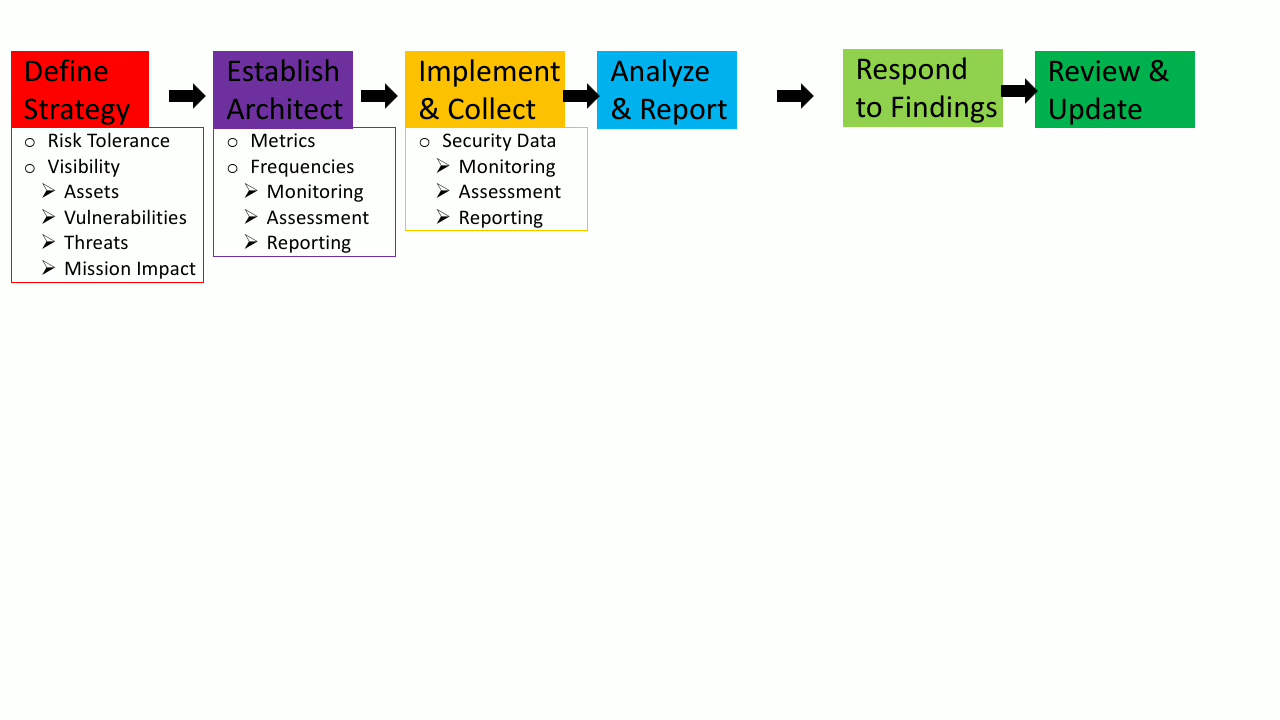 Define
Strategy
○ Risk Tolerance
○ Visibility
➢ Assets
➢ Vulnerabilities
➢ Threats
➢ Mission Impact
Establish
Architect
○ Metrics
○ Frequencies
➢ Monitoring
➢ Assessment
➢ Reporting
Implement
& Collect
○ Security Data
➢ Monitoring
➢ Assessment
➢ Reporting
Analyze
& Report
Respond
to Findings
Review &
Update